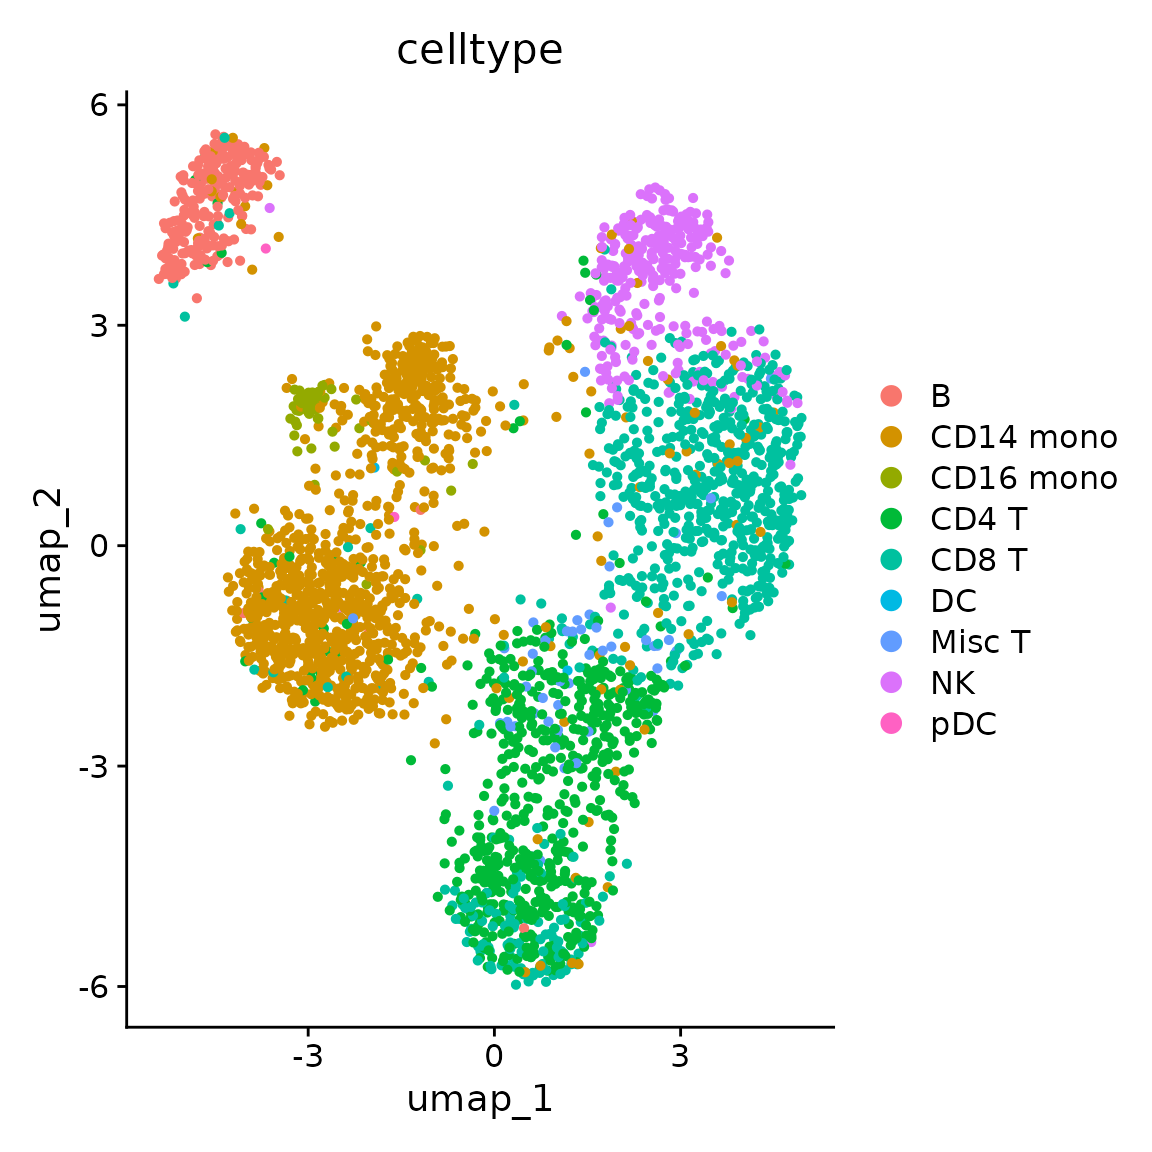 celltype
6
3
0
-3
-6
umap_2
-3 0 3
umap_1
B
CD14 mono
CD16 mono
CD4 T
CD8 T
DC
Misc T
NK
pDC